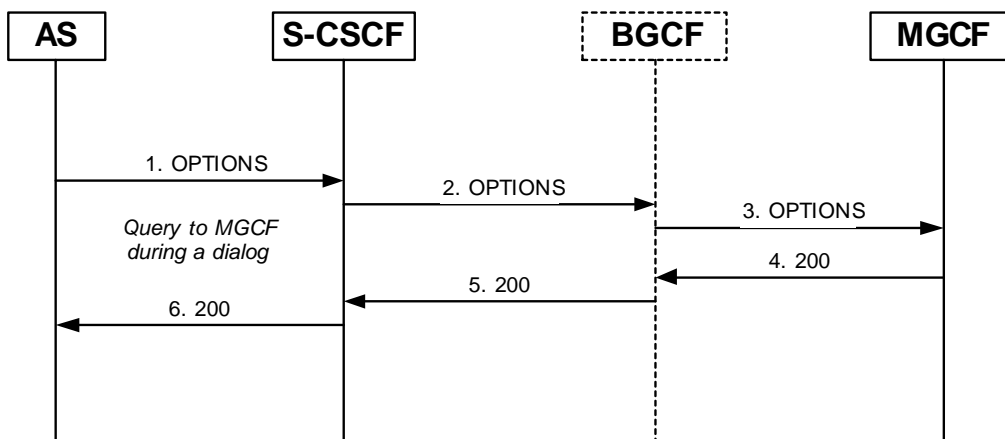 AS
S-CSCF
BGCF
MGCF
1. OPTIONS
2. OPTIONS
3. OPTIONS
Query to MGCF
during a dialog
4. 200
5. 200
6. 200